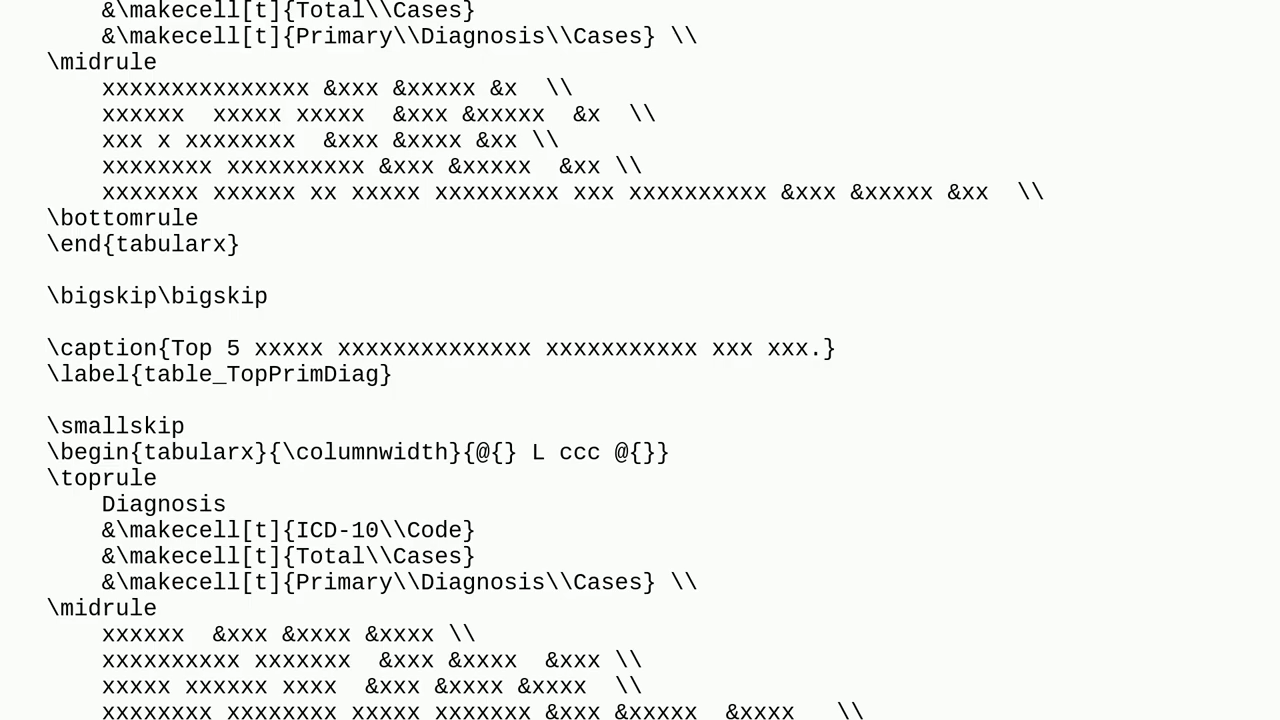 &\makecell[t]{Total\\Cases}
&\makecell[t]{Primary\\Diagnosis\\Cases} \\
\midrule
xxxxxxxxxxxxxxx &xxx &xxxxx &x  \\
xxxxxx  xxxxx xxxxx  &xxx &xxxxx  &x  \\
xxx x xxxxxxxx  &xxx &xxxx &xx \\
xxxxxxxx xxxxxxxxxx &xxx &xxxxx  &xx \\
xxxxxxx xxxxxx xx xxxxx xxxxxxxxx xxx xxxxxxxxxx &xxx &xxxxx &xx  \\
\bottomrule
\end{tabularx}
\bigskip\bigskip
\caption{Top 5 xxxxx xxxxxxxxxxxxxx xxxxxxxxxxx xxx xxx.}
\label{table_TopPrimDiag}
\smallskip
\begin{tabularx}{\columnwidth}{@{} L ccc @{}}
\toprule
Diagnosis
&\makecell[t]{ICD-10\\Code}
&\makecell[t]{Total\\Cases}
&\makecell[t]{Primary\\Diagnosis\\Cases} \\
\midrule
xxxxxx  &xxx &xxxx &xxxx \\
xxxxxxxxxx xxxxxxx  &xxx &xxxx  &xxx \\
xxxxx xxxxxx xxxx  &xxx &xxxx &xxxx  \\
xxxxxxxx xxxxxxxx xxxxx xxxxxxx &xxx &xxxxx  &xxxx   \\